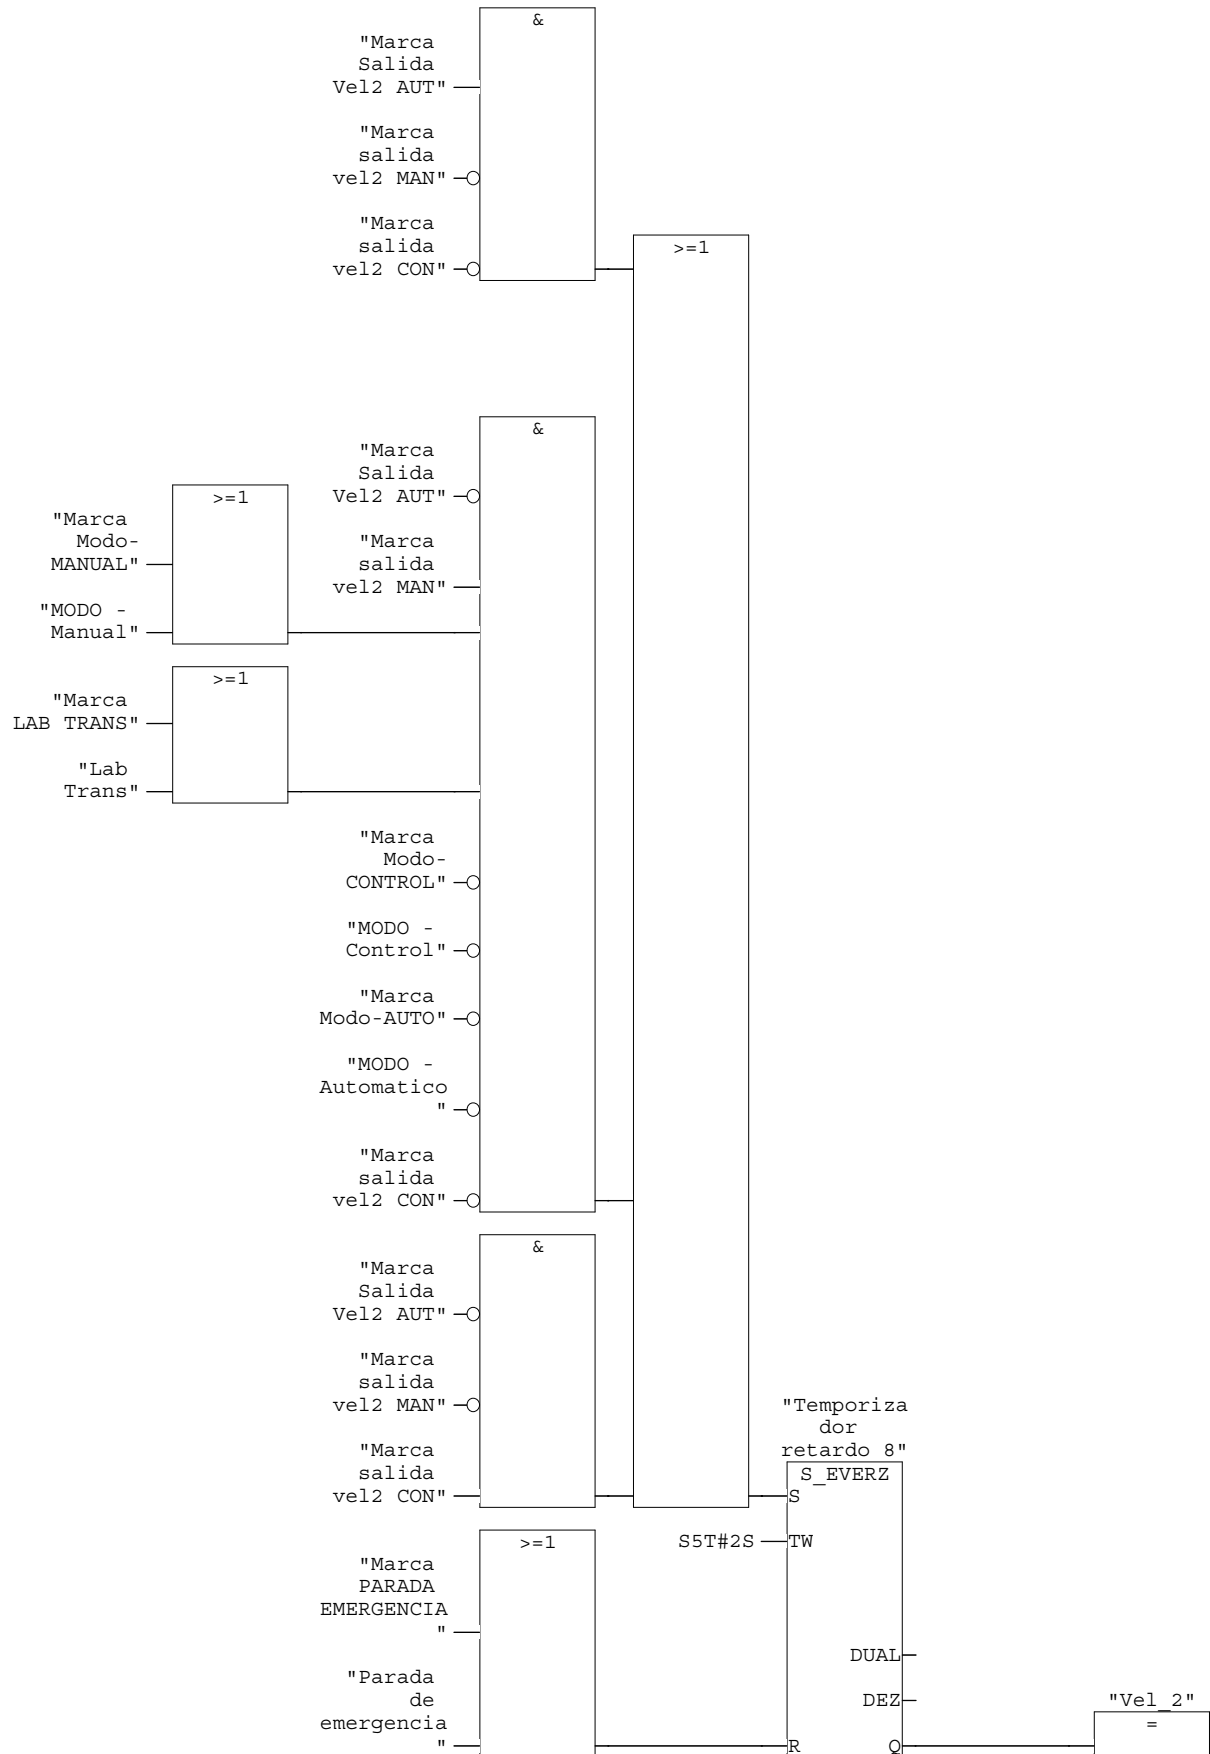 &
"Marca
Salida
Vel2 AUT"
"Marca
salida
vel2 MAN"
"Marca
salida
vel2 CON"
>=1
&
"Marca
Salida
Vel2 AUT"
>=1
"Marca
Modo-
MANUAL"
"Marca
salida
vel2 MAN"
"MODO -
Manual"
>=1
"Marca
LAB TRANS"
"Lab
Trans"
"Marca
Modo-
CONTROL"
"MODO -
Control"
"Marca
Modo-AUTO"
"MODO -
Automatico
"
"Marca
salida
vel2 CON"
&
"Marca
Salida
Vel2 AUT"
"Marca
salida
vel2 MAN"
"Marca
salida
vel2 CON"
"Temporiza
dor
retardo 8"
S_EVERZ
S
S5T#2S
TW
>=1
"Marca
PARADA
EMERGENCIA
"
"Parada
de
emergencia
"
DUAL
DEZ
R
Q
"Vel_2"
=